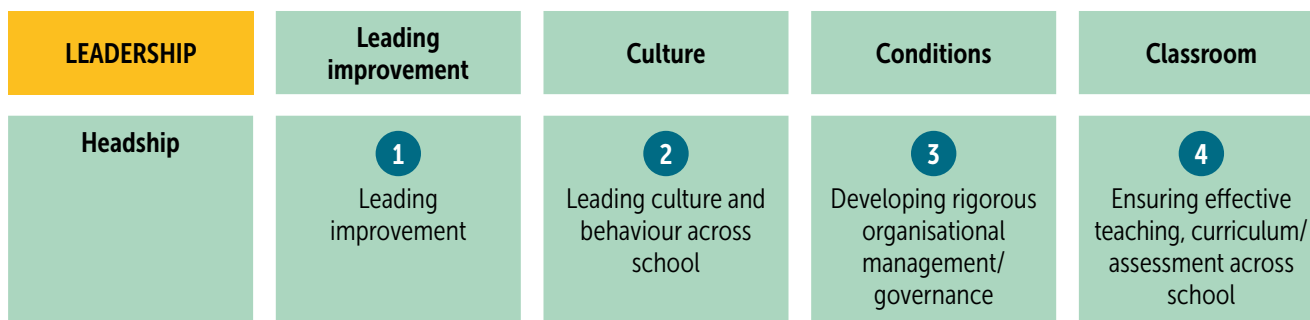 LEADERSHIP
Leading
improvement
Culture
Conditions
Classroom
Headship
1
Leading
improvement
2
Leading culture and
behaviour across
school
3
Developing rigorous
organisational
management/
governance
4
Ensuring effective
teaching, curriculum/
assessment across
school